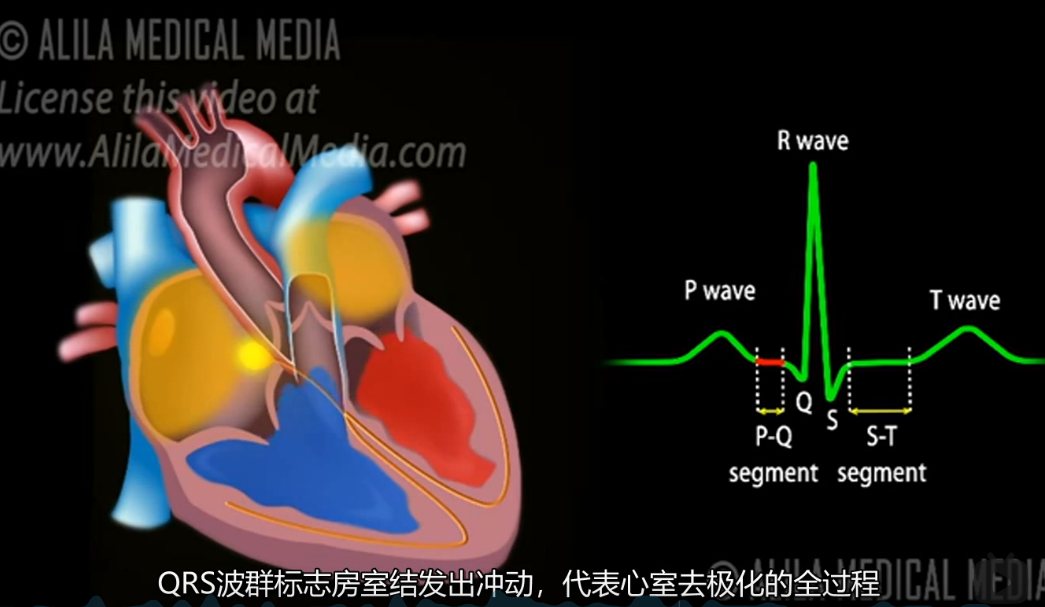 © ALILA MEDICAL MEDIA
License this video at
www.AlilaMedicalMedia.com
R wave
P wave
T wave
Q
S
P-Q
segment
S-T
segment
© ALILA MEDICAL MEDIA
QRS波群标志房室结发出冲动，代表心室去极化的全过程